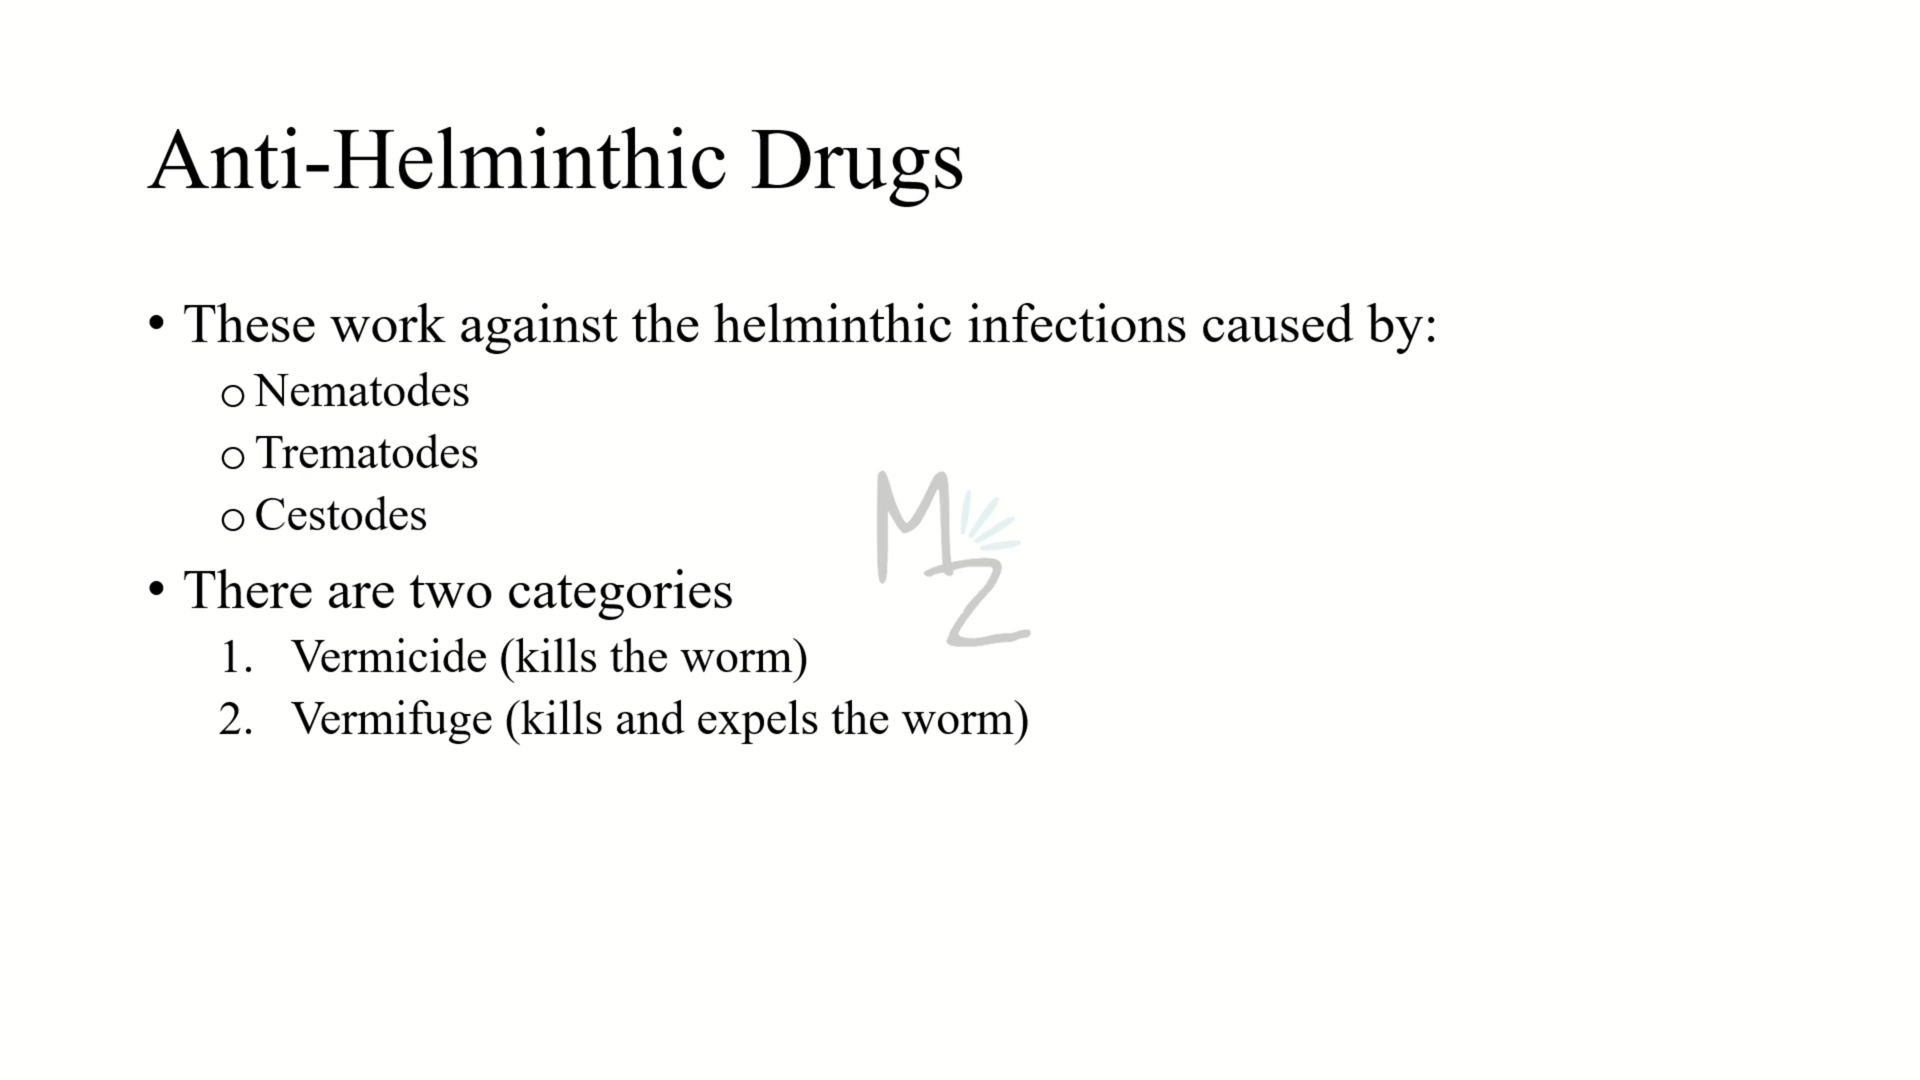 Anti-Helminthic Drugs
• These work against the helminthic infections caused by:
o Nematodes
o Trematodes
o Cestodes
• There are two categories
1. Vermicide (kills the worm)
2. Vermifuge (kills and expels the worm)
MZ